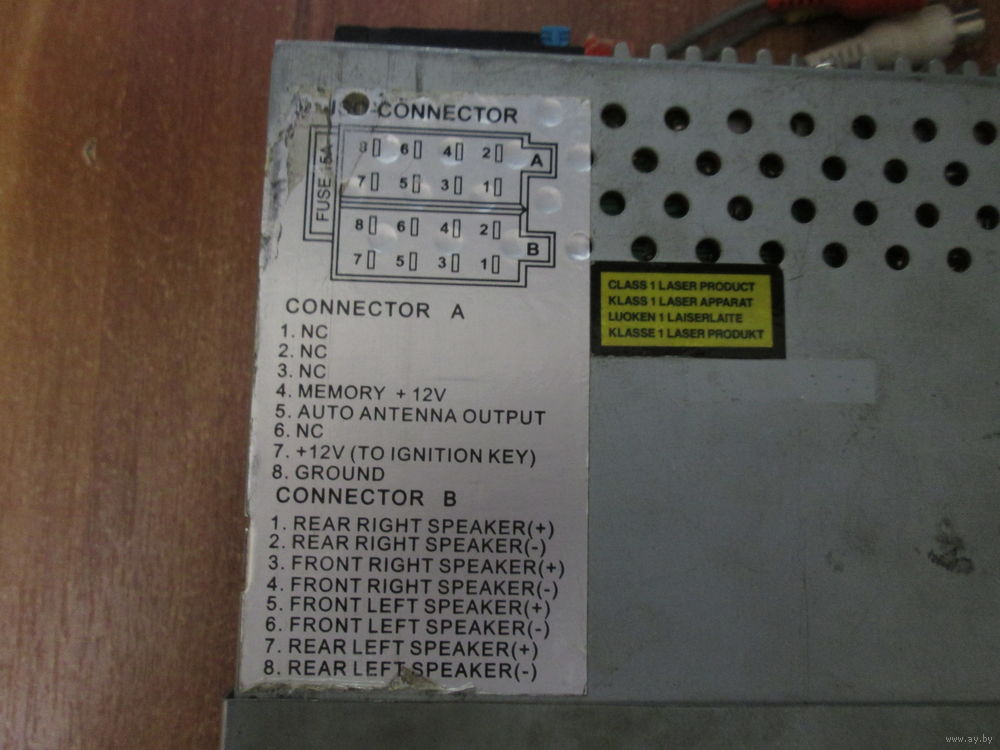 CONNECTOR
8 6 4 2 A
7 5 3 1
FUSE 15A
8 6 4 2
7 5 3 1 B
CONNECTOR A
1. NC
2. NC
3. NC
4. MEMORY + 12V
5. AUTO ANTENNA OUTPUT
6. NC
7. +12V (TO IGNITION KEY)
8. GROUND
CONNECTOR B
1. REAR RIGHT SPEAKER(+)
2. REAR RIGHT SPEAKER(-)
3. FRONT RIGHT SPEAKER(+)
4. FRONT RIGHT SPEAKER(-)
5. FRONT LEFT SPEAKER(+)
6. FRONT LEFT SPEAKER(-)
7. REAR LEFT SPEAKER(+)
8. REAR LEFT SPEAKER(-)
CLASS 1 LASER PRODUCT
KLASS 1 LASER APPARAT
LUOKEN 1 LAISERLAITE
KLASSE 1 LASER PRODUKT
www.ay.by